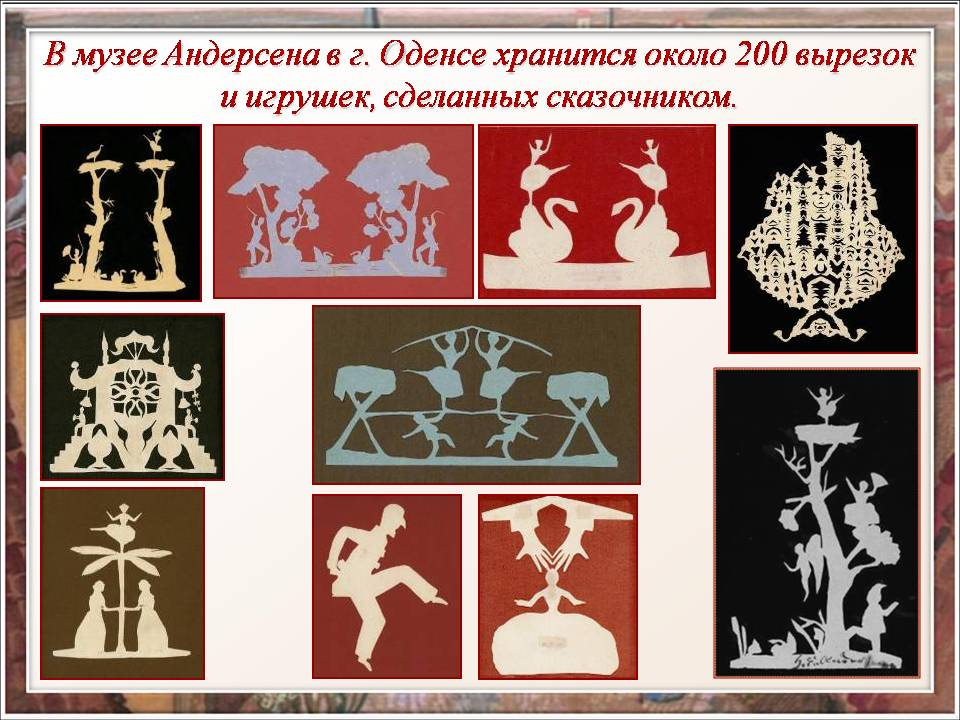 В музее Андерсена в г. Оденсе хранится около 200 вырезок
и игрушек, сделанных сказочником.